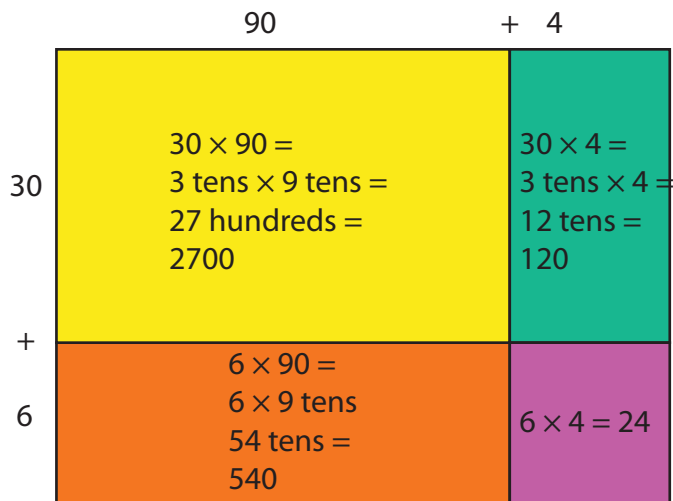 90 + 4
30
30 × 90 =
3 tens × 9 tens =
27 hundreds =
2700
30 × 4 =
3 tens × 4 =
12 tens =
120
+
6
6 × 90 =
6 × 9 tens
54 tens =
540
6 × 4 = 24